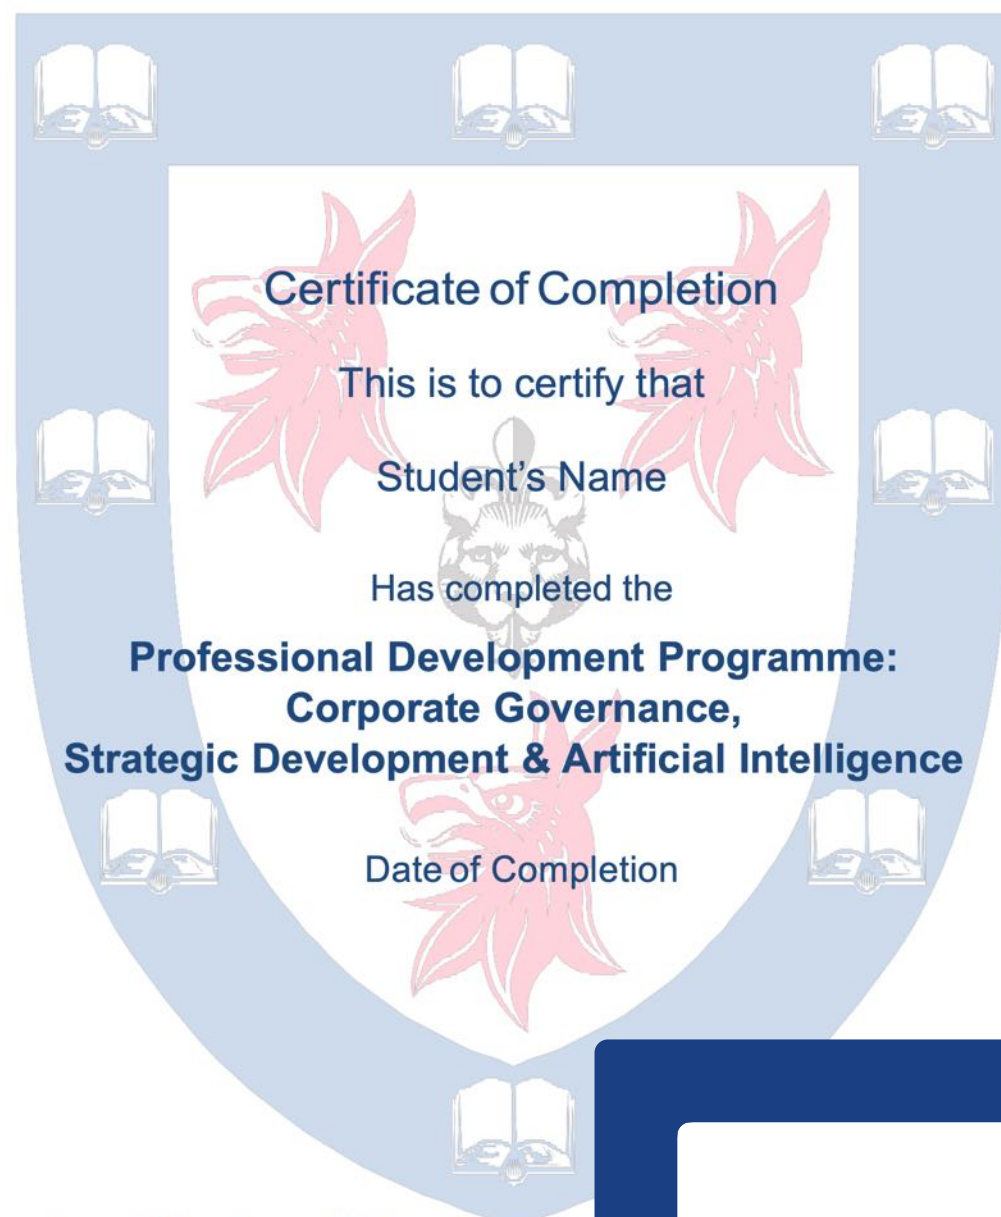 Certificate of Completion
This is to certify that
Student’s Name
Has completed the
Professional Development Programme:
Corporate Governance,
Strategic Development & Artificial Intelligence
Date of Completion